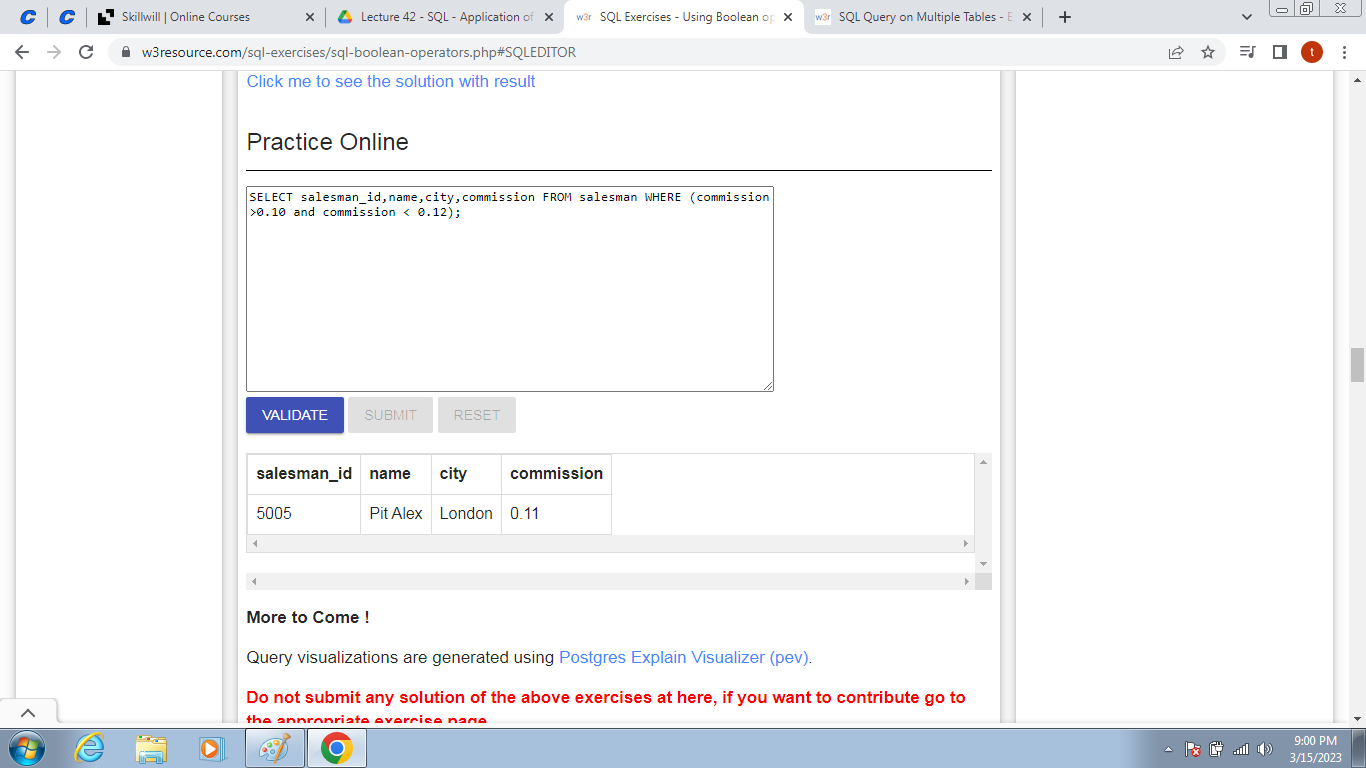 Skillwill | Online Courses
Lecture 42 - SQL - Application of
w3r SQL Exercises - Using Boolean op
w3r SQL Query on Multiple Tables - E
w3resource.com/sql-exercises/sql-boolean-operators.php#SQLEDITOR
t
Click me to see the solution with result
Practice Online
SELECT salesman_id,name,city,commission FROM salesman WHERE (commission
>0.10 and commission < 0.12);
VALIDATE SUBMIT RESET
salesman_id name city commission
5005 Pit Alex London 0.11
More to Come !
Query visualizations are generated using Postgres Explain Visualizer (pev).
Do not submit any solution of the above exercises at here, if you want to contribute go to
the appropriate exercise page.
9:00 PM
3/15/2023